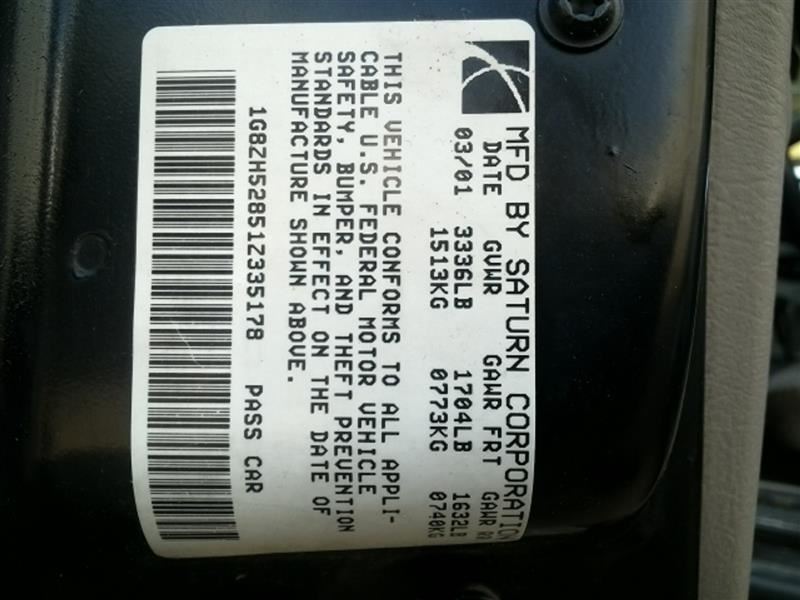 MFD BY SATURN CORPORATION
DATE GVWR GAWR FRT GAWR RR
03/01 3336LB 1704LB 1632LB
1513KG 0773KG 0740KG
THIS VEHICLE CONFORMS TO ALL APPLI-
CABLE U.S. FEDERAL MOTOR VEHICLE
SAFETY, BUMPER, AND THEFT PREVENTION
STANDARDS IN EFFECT ON THE DATE OF
MANUFACTURE SHOWN ABOVE.
1G8ZH52851Z335178 PASS CAR